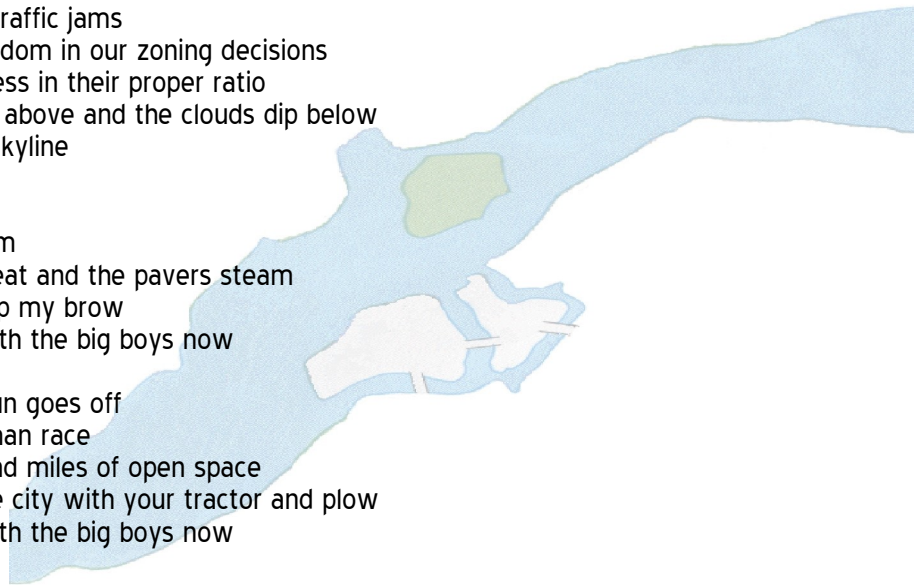 raffic jams
dom in our zoning decisions
ess in their proper ratio
above and the clouds dip below
kyline
m
eat and the pavers steam
p my brow
th the big boys now
un goes off
nan race
nd miles of open space
e city with your tractor and plow
th the big boys now